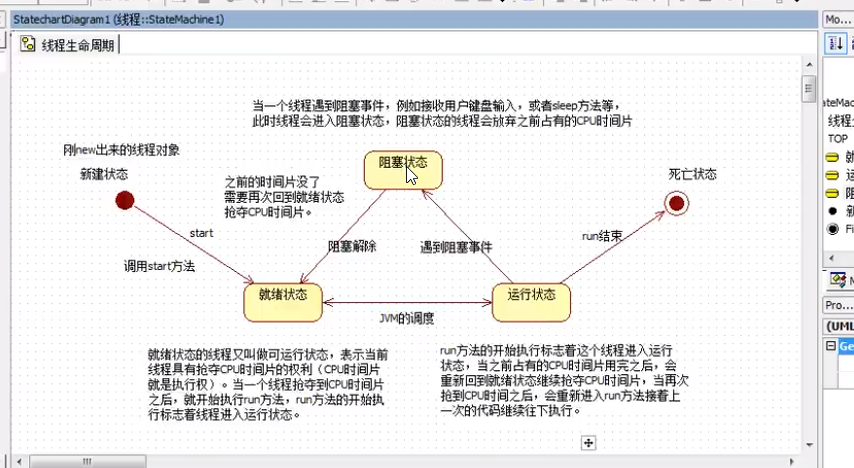 StatechartDiagram1 (线程::StateMachine1)
Mo...
线程生命周期
当一个线程遇到阻塞事件，例如接收用户键盘输入，或者sleep方法等，
此时线程会进入阻塞状态，阻塞状态的线程会放弃之前占有的CPU时间片
刚new出来的线程对象
新建状态
之前的时间片没了
需要再次回到就绪状态
抢夺CPU时间片。
阻塞状态
死亡状态
start
调用start方法
阻塞解除
遇到阻塞事件
run结束
就绪状态
运行状态
JVM的调度
就绪状态的线程又叫做可运行状态，表示当前
线程具有抢夺CPU时间片的权利（CPU时间片
就是执行权）。当一个线程抢夺到CPU时间片
之后，就开始执行run方法，run方法的开始执
行标志着线程进入运行状态。
run方法的开始执行标志着这个线程进入运行
状态，当之前占有的CPU时间片用完之后，会
重新回到就绪状态继续抢夺CPU时间片，当再次
抢到CPU时间之后，会重新进入run方法接着上
一次的代码继续往下执行。
ateMac
线程
TOP
就
运
阻
新
Fi
M
Pro...
(UML
Ge